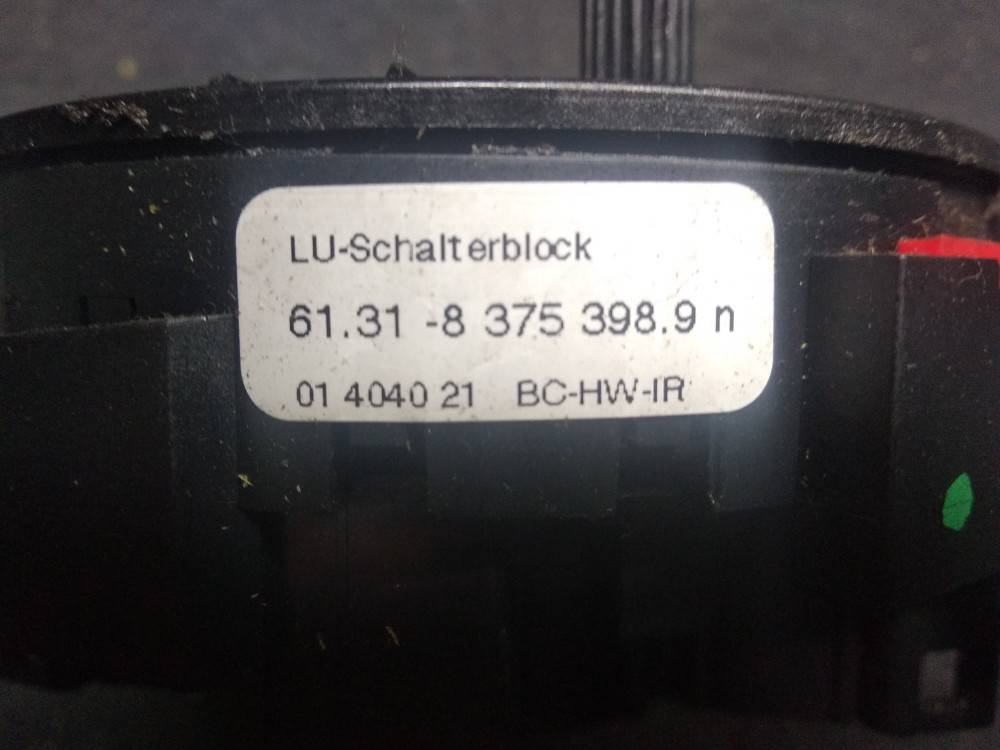 LU-Schalterblock
61.31 -8 375 398.9 n
01 4040 21 BC-HW-IR